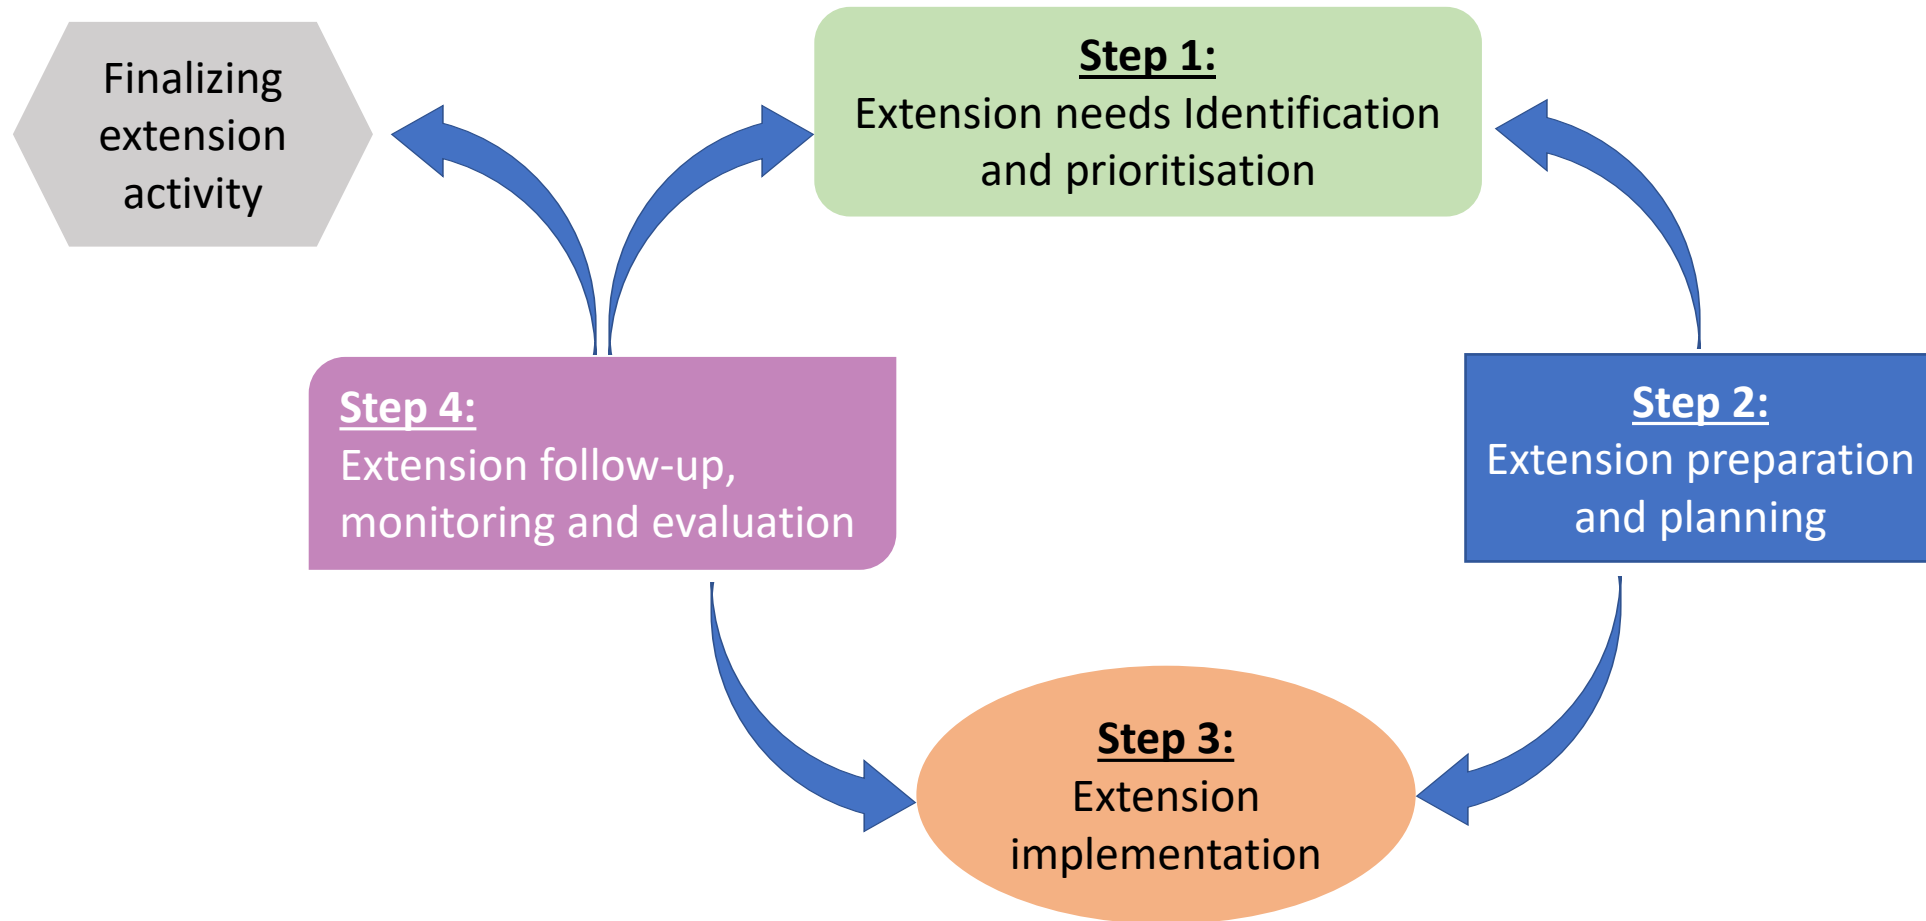 Finalizing
extension
activity
Step 1:
Extension needs Identification
and prioritisation
Step 2:
Extension preparation
and planning
Step 3:
Extension
implementation
Step 4:
Extension follow-up,
monitoring and evaluation